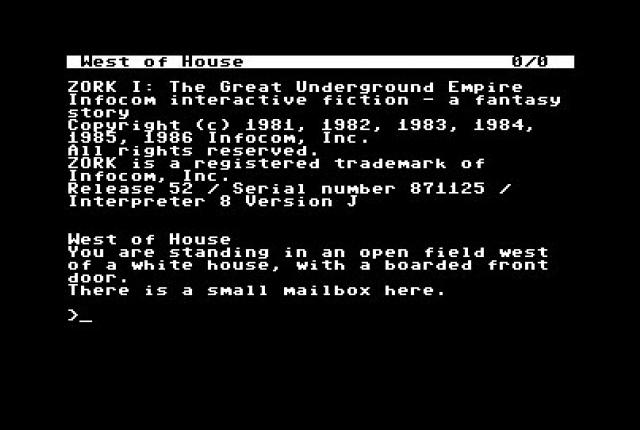 West of House 0/0
ZORK I: The Great Underground Empire
Infocom interactive fiction - a fantasy
story
Copyright (c) 1981, 1982, 1983, 1984,
1985, 1986 Infocom, Inc.
All rights reserved.
ZORK is a registered trademark of
Infocom, Inc.
Release 52 / Serial number 871125 /
Interpreter 8 Version J
West of House
You are standing in an open field west
of a white house, with a boarded front
door.
There is a small mailbox here.
>_